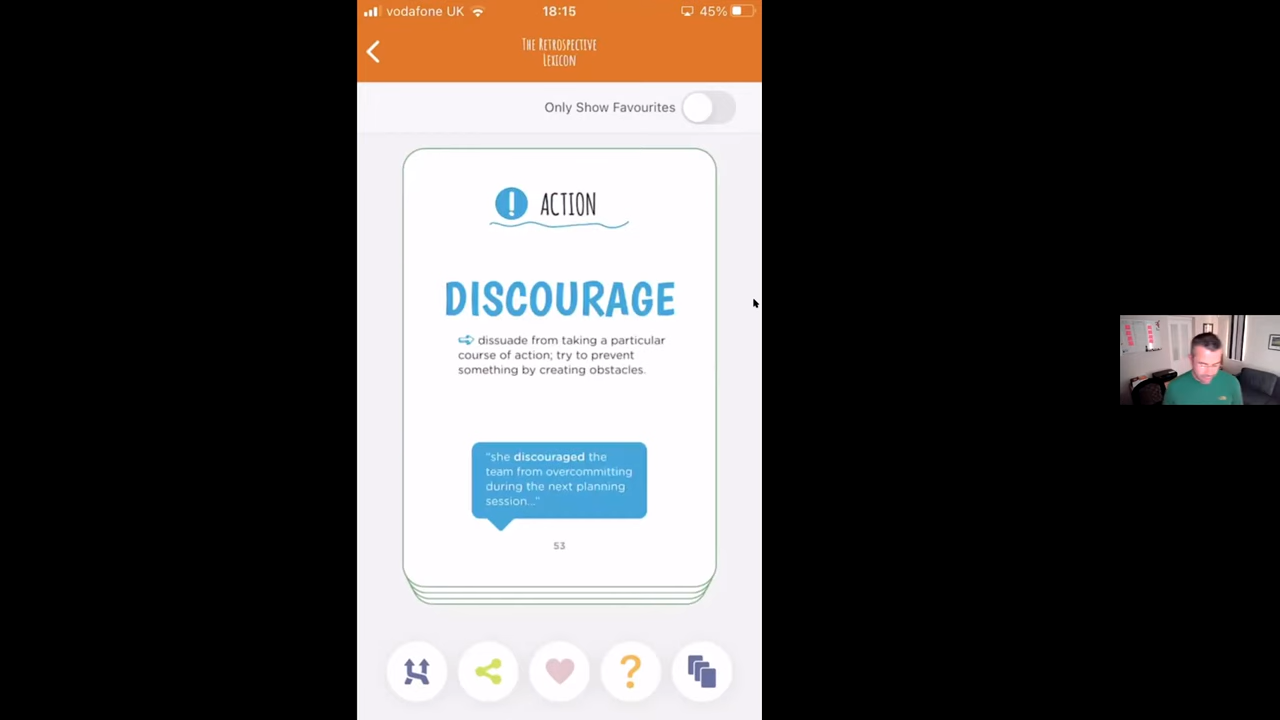 vodafone UK 18:15 45%
The Retrospective
Lexicon
Only Show Favourites
! ACTION
DISCOURAGE
dissuade from taking a particular
course of action; try to prevent
something by creating obstacles.
"she discouraged the
team from overcommitting
during the next planning
session..."
53
?